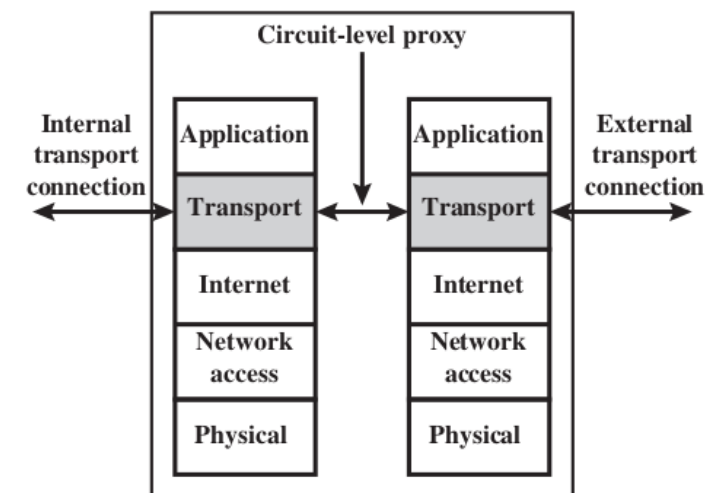 Circuit-level proxy
Internal
transport
connection
Application
Transport
Internet
Network
access
Physical
Application
Transport
Internet
Network
access
Physical
External
transport
connection